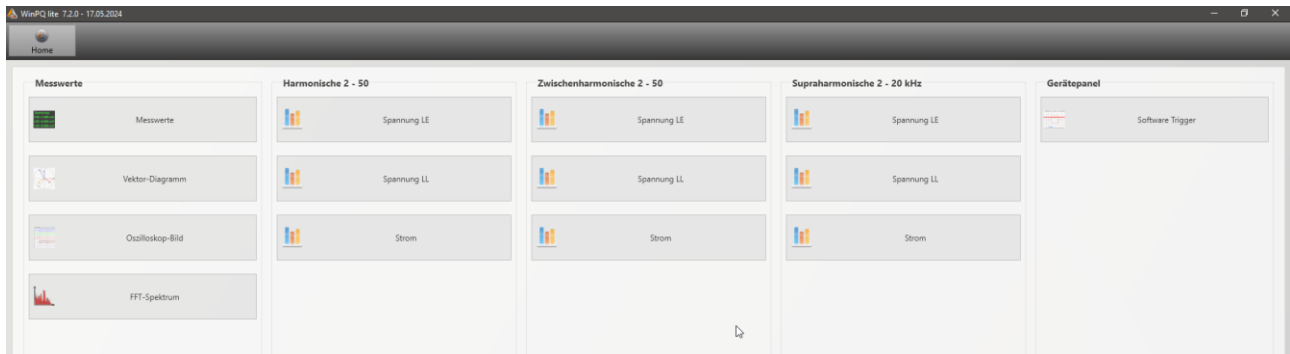 WinPQ lite 7.2.0 - 17.05.2024
Home
Messwerte
Messwerte
Vektor-Diagramm
Oszilloskop-Bild
FFT-Spektrum
Harmonische 2 - 50
Spannung LE
Spannung LL
Strom
Zwischenharmonische 2 - 50
Spannung LE
Spannung LL
Strom
Supraharmonische 2 - 20 kHz
Spannung LE
Spannung LL
Strom
Gerätepanel
Software Trigger